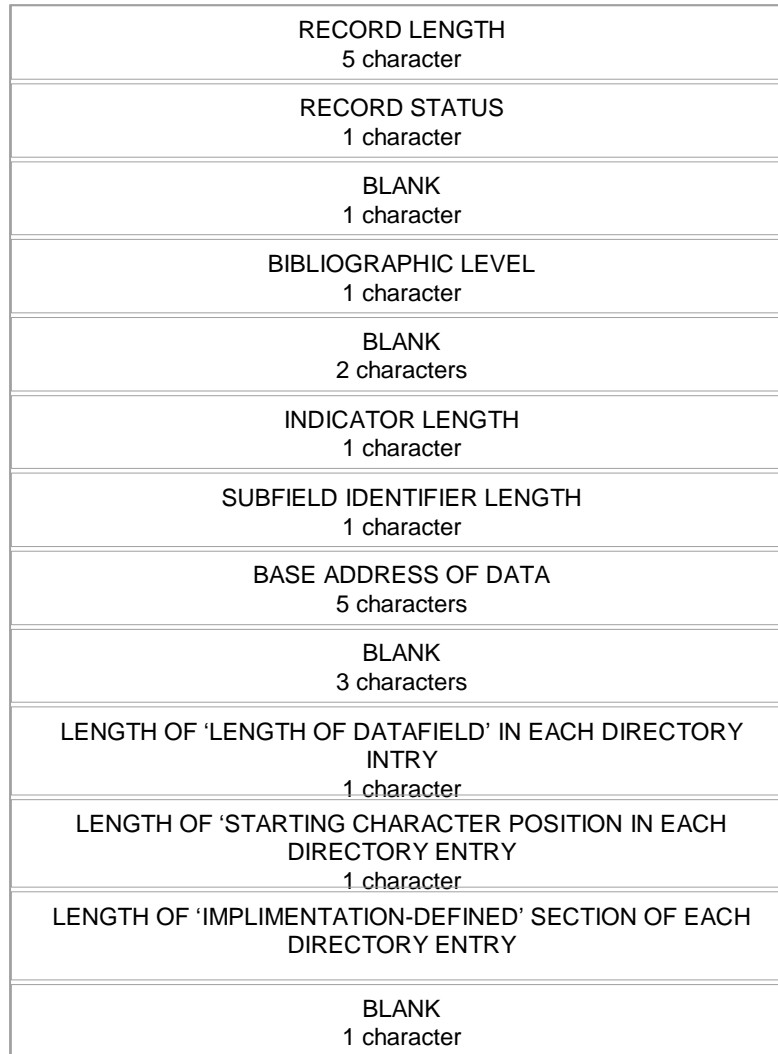 RECORD LENGTH
5 character
RECORD STATUS
1 character
BLANK
1 character
BIBLIOGRAPHIC LEVEL
1 character
BLANK
2 characters
INDICATOR LENGTH
1 character
SUBFIELD IDENTIFIER LENGTH
1 character
BASE ADDRESS OF DATA
5 characters
BLANK
3 characters
LENGTH OF ‘LENGTH OF DATAFIELD’ IN EACH DIRECTORY
INTRY
1 character
LENGTH OF ‘STARTING CHARACTER POSITION IN EACH
DIRECTORY ENTRY
1 character
LENGTH OF ‘IMPLIMENTATION-DEFINED’ SECTION OF EACH
DIRECTORY ENTRY
BLANK
1 character